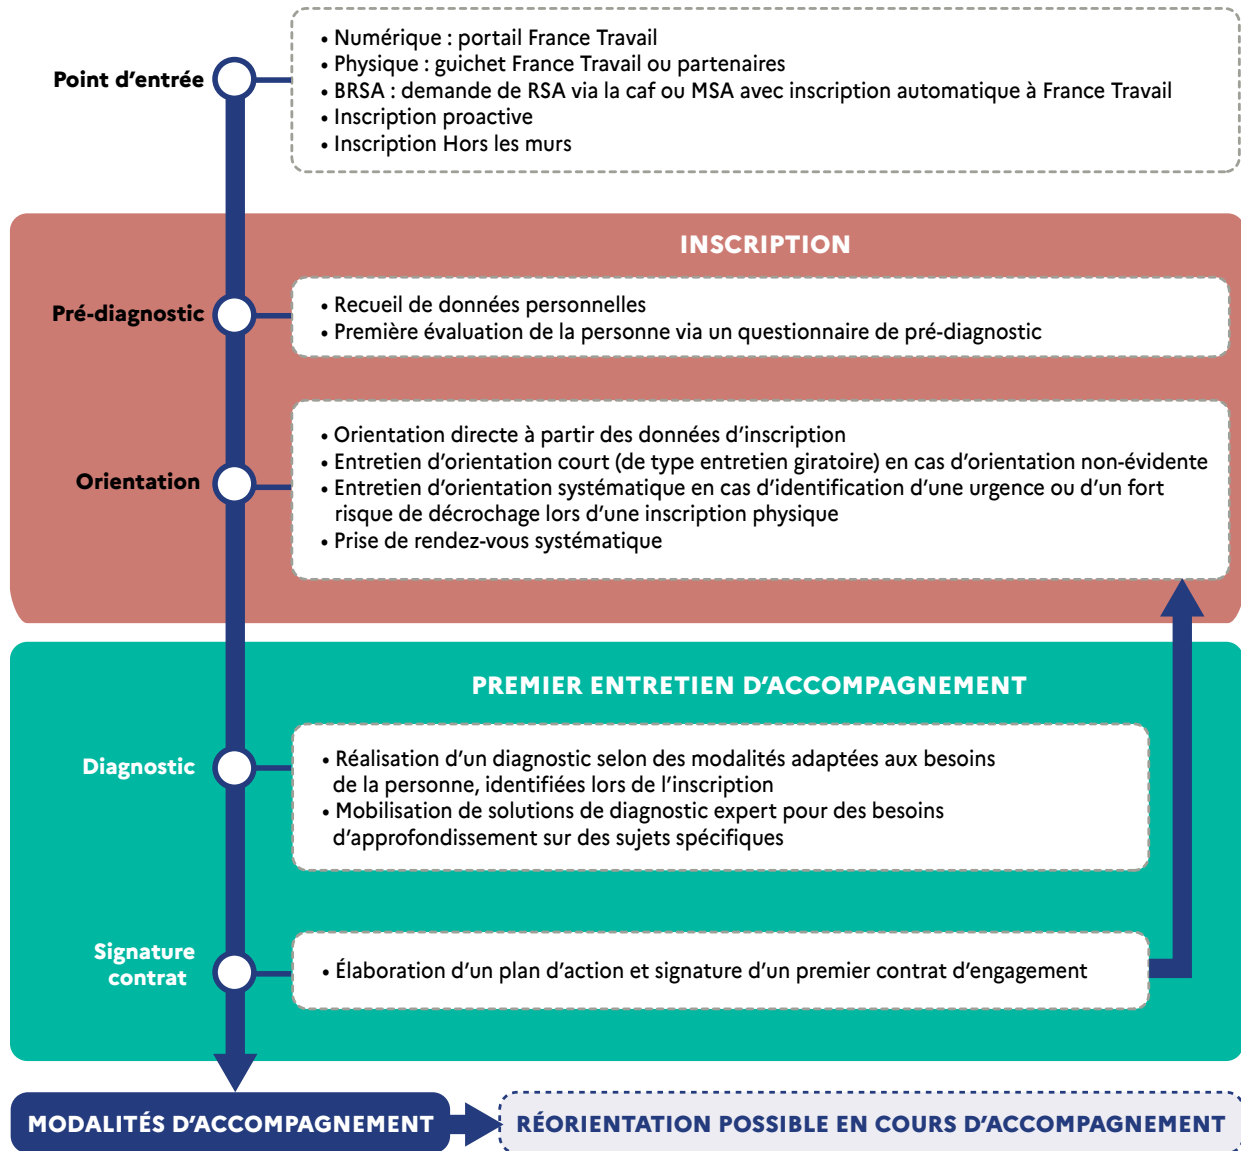 Point d'entrée
• Numérique : portail France Travail
• Physique : guichet France Travail ou partenaires
• BRSA : demande de RSA via la caf ou MSA avec inscription automatique à France Travail
• Inscription proactive
• Inscription Hors les murs
INSCRIPTION
Pré-diagnostic
• Recueil de données personnelles
• Première évaluation de la personne via un questionnaire de pré-diagnostic
Orientation
• Orientation directe à partir des données d'inscription
• Entretien d'orientation court (de type entretien giratoire) en cas d'orientation non-évidente
• Entretien d'orientation systématique en cas d'identification d'une urgence ou d'un fort
risque de décrochage lors d'une inscription physique
• Prise de rendez-vous systématique
PREMIER ENTRETIEN D'ACCOMPAGNEMENT
Diagnostic
• Réalisation d'un diagnostic selon des modalités adaptées aux besoins
de la personne, identifiées lors de l'inscription
• Mobilisation de solutions de diagnostic expert pour des besoins
d'approfondissement sur des sujets spécifiques
Signature
contrat
• Élaboration d'un plan d'action et signature d'un premier contrat d'engagement
MODALITÉS D'ACCOMPAGNEMENT
RÉORIENTATION POSSIBLE EN COURS D'ACCOMPAGNEMENT